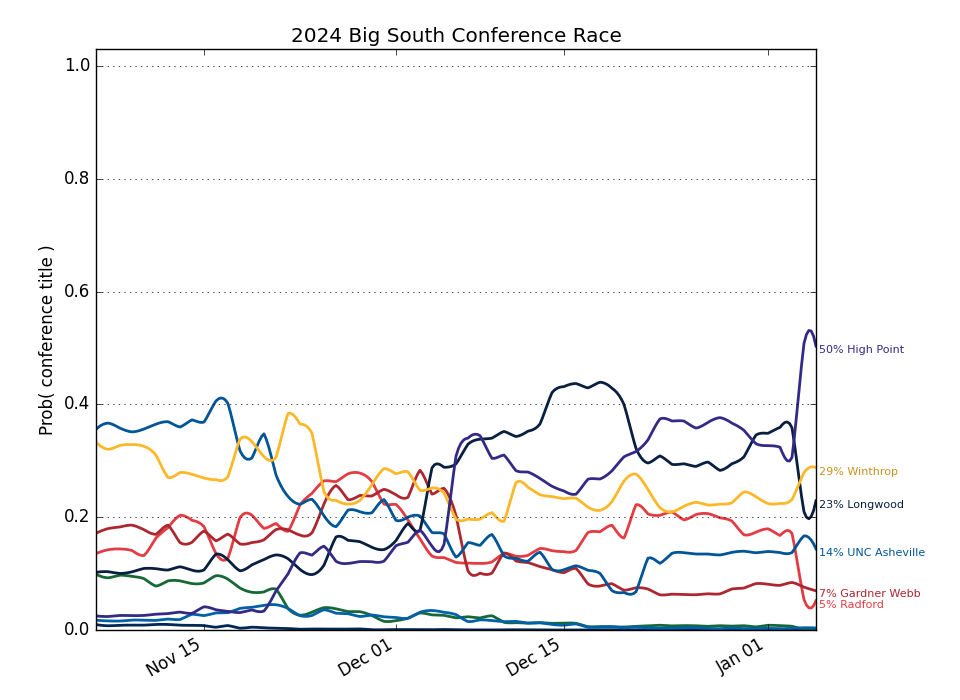 2024 Big South Conference Race
Prob( conference title )
1.0
0.8
0.6
0.4
0.2
0.0
Nov 15
Dec 01
Dec 15
Jan 01
50% High Point
29% Winthrop
23% Longwood
14% UNC Asheville
7% Gardner Webb
5% Radford